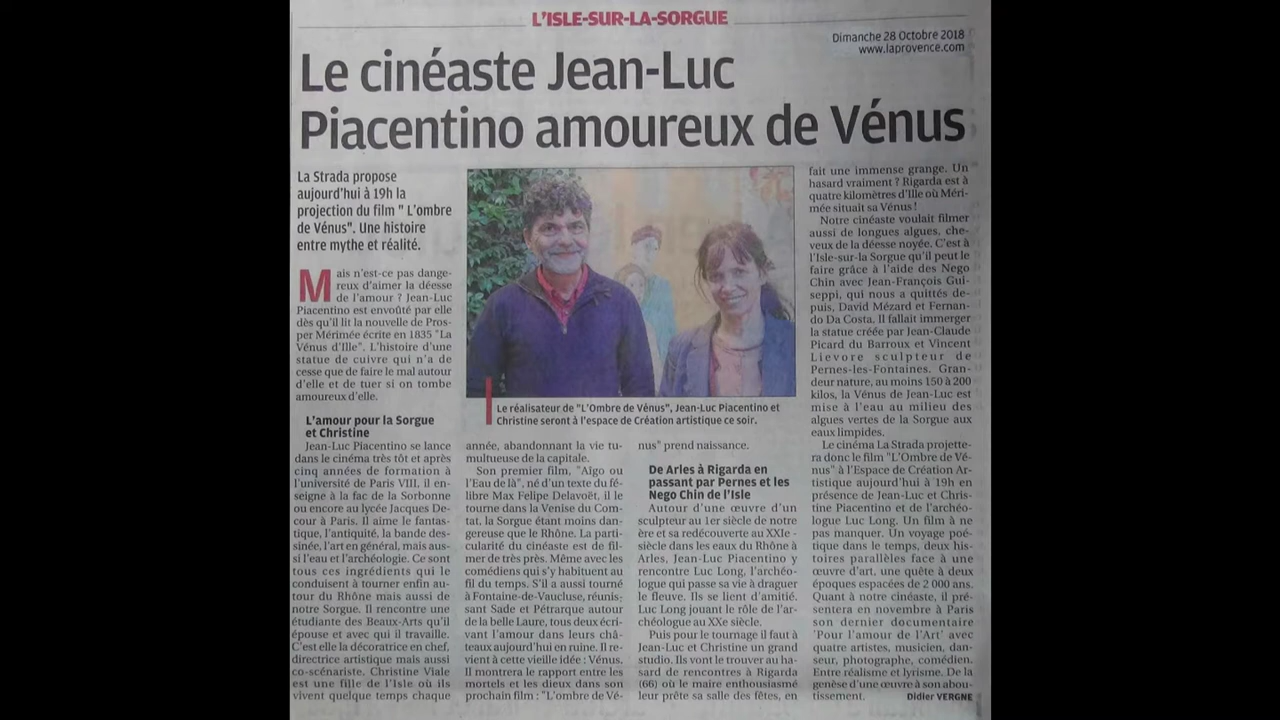 L'ISLE-SUR-LA-SORGUE
Dimanche 28 Octobre 2018
www.laprovence.com
Le cinéaste Jean-Luc
Piacentino amoureux de Vénus
La Strada propose
aujourd'hui à 19h la
projection du film " L'ombre
de Vénus". Une histoire
entre mythe et réalité.
Mais n'est-ce pas dange-
reux d'aimer la déesse
de l'amour ? Jean-Luc
Piacentino est envoûté par elle
dès qu'il lit la nouvelle de Pros-
per Mérimée écrite en 1835 "La
Vénus d'Ille". L'histoire d'une
statue de cuivre qui n'a de
cesse que de faire le mal autour
d'elle et de tuer si on tombe
amoureux d'elle.
L'amour pour la Sorgue
et Christine
Jean-Luc Piacentino se lance
dans le cinéma très tôt et après
cinq années de formation à
l'université de Paris VIII. il en-
seigne à la fac de la Sorbonne
ou encore au lycée Jacques De-
cour à Paris. Il aime le fantas-
tique, l'antiquité, la bande des-
sinée, l'art en général, mais aus-
si l'eau et l'archéologie. Ce sont
tous ces ingrédients qui le
conduisent à tourner enfin au-
tour du Rhône mais aussi de
notre Sorgue. Il rencontre une
étudiante des Beaux-Arts qu'il
épouse et avec qui il travaille.
C'est elle la décoratrice en chef,
directrice artistique mais aussi
co-scénariste. Christine Viale
est une fille de l'Isle où ils
vivent quelque temps chaque
Le réalisateur de "L'Ombre de Vénus", Jean-Luc Piacentino et
Christine seront à l'espace de Création artistique ce soir.
année, abandonnant la vie tu-
multueuse de la capitale.
Son premier film, "Aïgo ou
l'Eau de là", né d'un texte du fé-
libre Max Felipe Delavoët, il le
tourne dans la Venise du Com-
tat, la Sorgue étant moins dan-
gereuse que le Rhône. La parti-
cularité du cinéaste est de fil-
mer de très près. Même avec les
comédiens qui s'y habituent au
fil du temps. S'il a aussi tourné
à Fontaine-de-Vaucluse, réunis-
sant Sade et Pétrarque autour
de la belle Laure, tous deux écri-
vant l'amour dans leurs châ-
teaux aujourd'hui en ruine. Il re-
vient à cette vieille idée : Vénus.
Il montrera le rapport entre les
mortels et les dieux dans son
prochain film : "L'ombre de Vé-
nus" prend naissance.
De Arles à Rigarda en
passant par Pernes et les
Nego Chin de l'Isle
Autour d'une œuvre d'un
sculpteur au 1er siècle de notre
ère et sa redécouverte au XXIe -
siècle dans les eaux du Rhône à
Arles, Jean-Luc Piacentino y
rencontre Luc Long, l'archéo-
logue qui passe sa vie à draguer
le fleuve. Ils se lient d'amitié.
Luc Long jouant le rôle de l'ar-
chéologue au XXe siècle.
Puis pour le tournage il faut à
Jean-Luc et Christine un grand
studio. Ils vont le trouver au ha-
sard de rencontres à Rigarda
(66) où le maire enthousiasmé
leur prête sa salle des fêtes, en
fait une immense grange. Un
hasard vraiment ? Rigarda est à
quatre kilomètres d'Ille où Méri-
mée situait sa Vénus !
Notre cinéaste voulait filmer
aussi de longues algues, che-
veux de la déesse noyée. C'est à
l'Isle-sur-la Sorgue qu'il peut le
faire grâce à l'aide des Nego
Chin avec Jean-François Gui-
seppi, qui nous a quittés de-
puis, David Mézard et Fernan-
do Da Costa. Il fallait immerger
la statue créée par Jean-Claude
Picard du Barroux et Vincent
Lievore sculpteur de
Pernes-les-Fontaines. Gran-
deur nature, au moins 150 à 200
kilos, la Vénus de Jean-Luc est
mise à l'eau au milieu des
algues vertes de la Sorgue aux
eaux limpides.
Le cinéma La Strada projette-
ra donc le film "L'Ombre de Vé-
nus" à l'Espace de Création Ar-
tistique aujourd'hui à 19h en
présence de Jean-Luc et Chris-
tine Piacentino et de l'archéo-
logue Luc Long. Un film à ne
pas manquer. Un voyage poé-
tique dans le temps, deux his-
toires parallèles face à une
œuvre d'art, une quête à deux
époques espacées de 2 000 ans.
Quant à notre cinéaste, il pré-
sentera en novembre à Paris
son dernier documentaire
'Pour l'amour de l'Art' avec
quatre artistes, musicien, dan-
seur, photographe, comédien.
Entre réalisme et lyrisme. De la
genèse d'une œuvre à son abou-
tissement.
Didier VERGNE